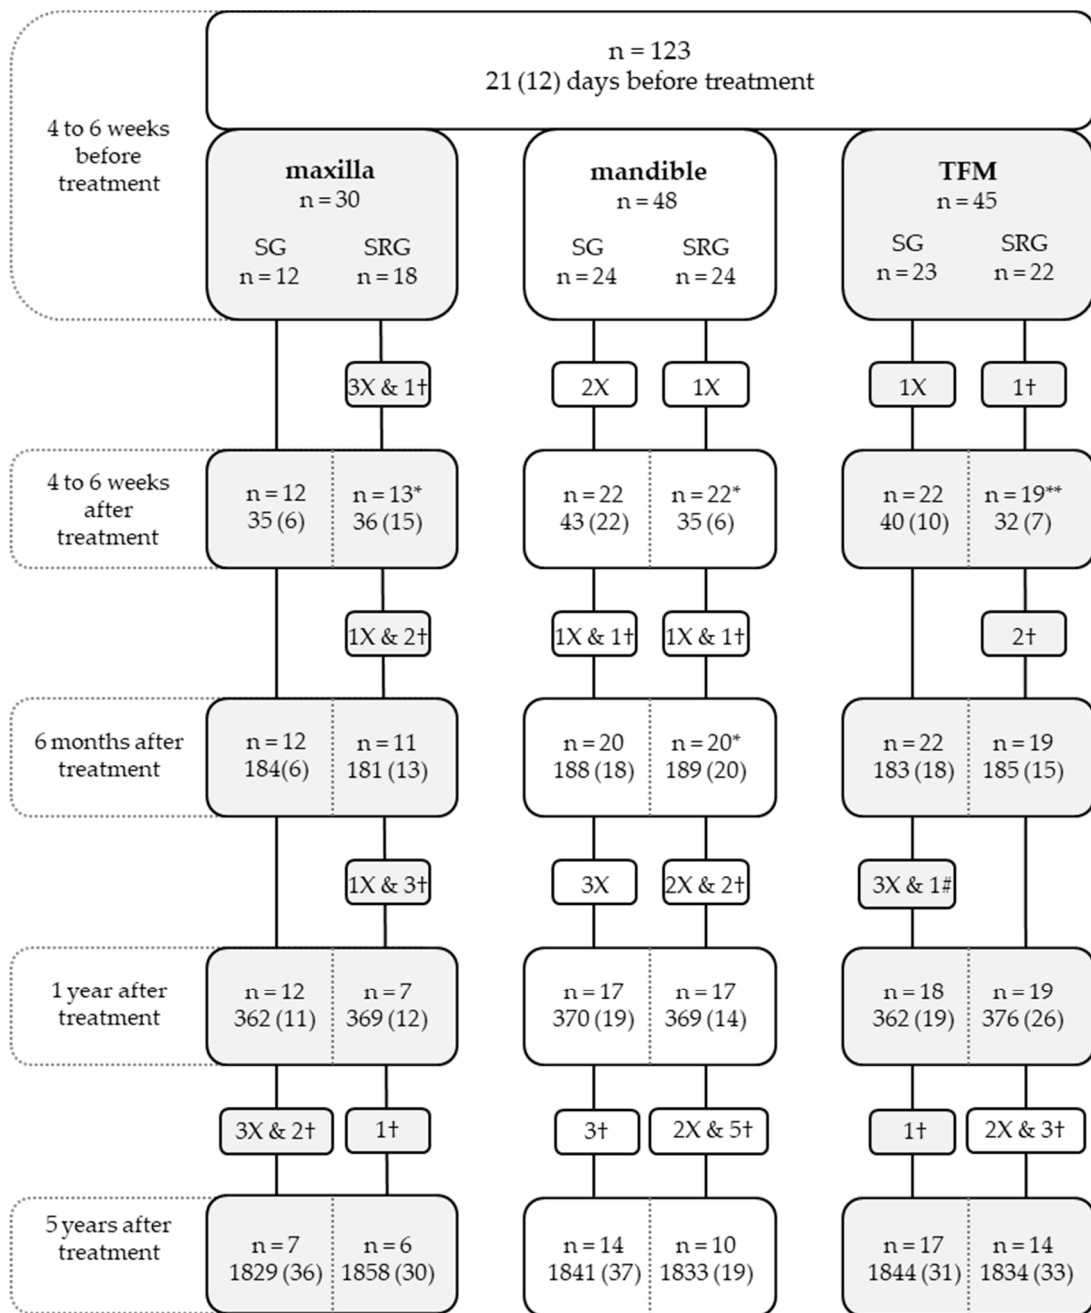 n = 123
21 (12) days before treatment
4 to 6 weeks
before
treatment
maxilla
n = 30
SG SRG
n = 12 n = 18
mandible
n = 48
SG SRG
n = 24 n = 24
TFM
n = 45
SG SRG
n = 23 n = 22
3X & 1† 2X 1X 1X 1†
4 to 6 weeks
after
treatment
n = 12 n = 13* n = 22 n = 22* n = 22 n = 19**
35 (6) 36 (15) 43 (22) 35 (6) 40 (10) 32 (7)
1X & 2† 1X & 1† 1X & 1† 2†
6 months after
treatment
n = 12 n = 11 n = 20 n = 20* n = 22 n = 19
184(6) 181 (13) 188 (18) 189 (20) 183 (18) 185 (15)
1X & 3† 3X 2X & 2† 3X & 1#
1 year after
treatment
n = 12 n = 7 n = 17 n = 17 n = 18 n = 19
362 (11) 369 (12) 370 (19) 369 (14) 362 (19) 376 (26)
3X & 2† 1† 3† 2X & 5† 1† 2X & 3†
5 years after
treatment
n = 7 n = 6 n = 14 n = 10 n = 17 n = 14
1829 (36) 1858 (30) 1841 (37) 1833 (19) 1844 (31) 1834 (33)